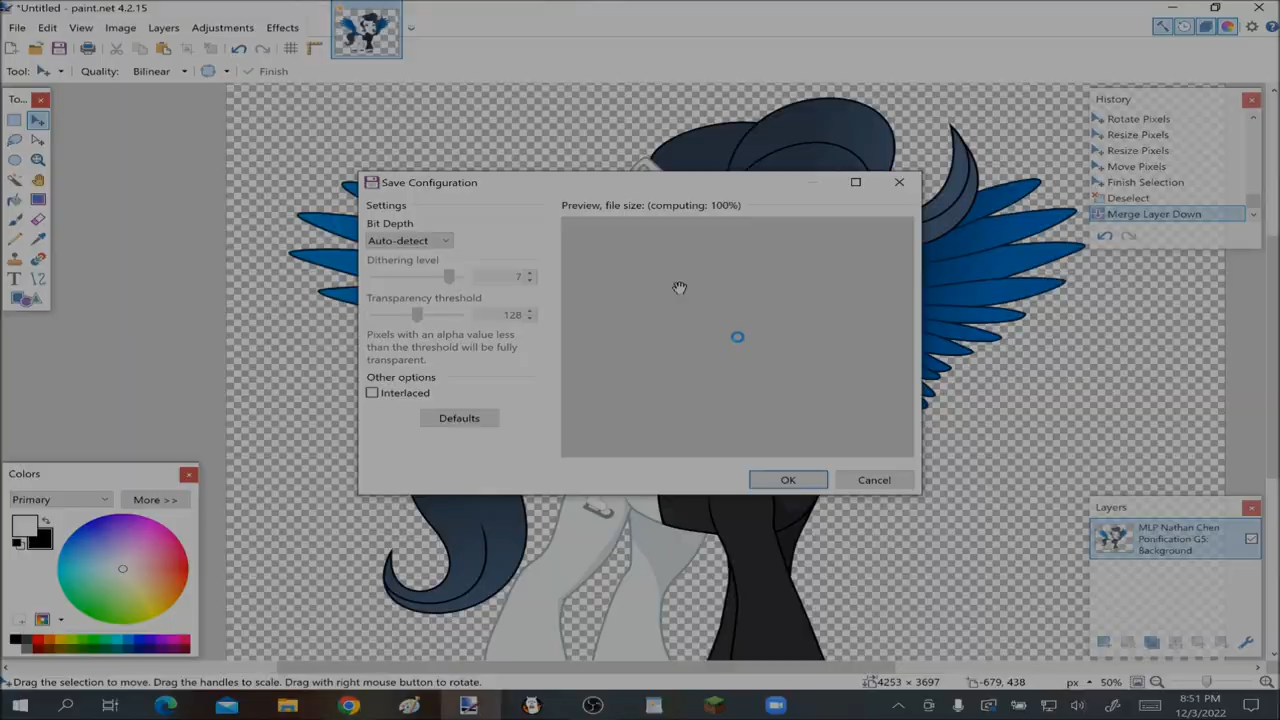 *Untitled - paint.net 4.2.15
File Edit View Image Layers Adjustments Effects
Tool: Quality: Bilinear Finish
To...
History
Rotate Pixels
Resize Pixels
Resize Pixels
Move Pixels
Finish Selection
Deselect
Merge Layer Down
Save Configuration
Settings
Bit Depth
Auto-detect
Dithering level
7
Transparency threshold
128
Pixels with an alpha value less
than the threshold will be fully
transparent.
Other options
Interlaced
Defaults
Preview, file size: (computing: 100%)
OK Cancel
Colors
Primary More >>
Layers
MLP Nathan Chen
Ponification G5:
Background
Drag the selection to move. Drag the handles to scale. Drag with right mouse button to rotate.
4253 × 3697 -679, 438 px 50%
8:51 PM
12/3/2022